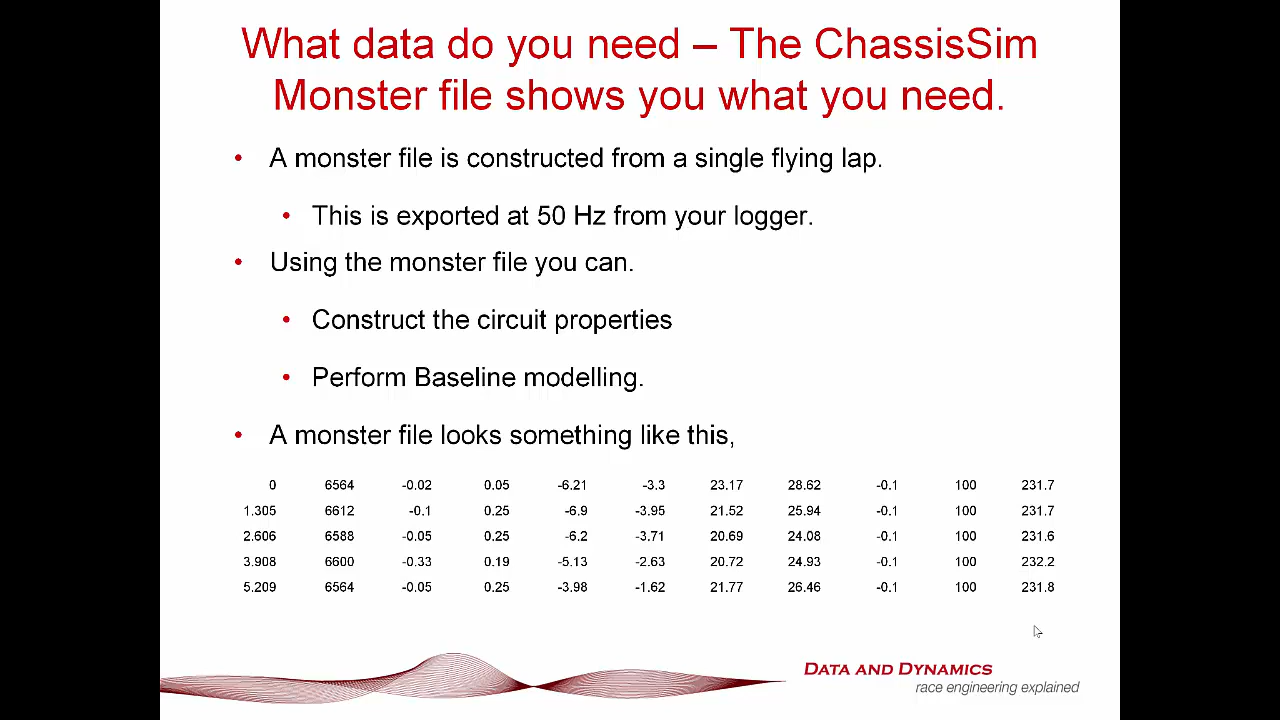 What data do you need – The ChassisSim
Monster file shows you what you need.
• A monster file is constructed from a single flying lap.
• This is exported at 50 Hz from your logger.
• Using the monster file you can.
• Construct the circuit properties
• Perform Baseline modelling.
• A monster file looks something like this,
0 6564 -0.02 0.05 -6.21 -3.3 23.17 28.62 -0.1 100 231.7
1.305 6612 -0.1 0.25 -6.9 -3.95 21.52 25.94 -0.1 100 231.7
2.606 6588 -0.05 0.25 -6.2 -3.71 20.69 24.08 -0.1 100 231.6
3.908 6600 -0.33 0.19 -5.13 -2.63 20.72 24.93 -0.1 100 232.2
5.209 6564 -0.05 0.25 -3.98 -1.62 21.77 26.46 -0.1 100 231.8
DATA AND DYNAMICS
race engineering explained